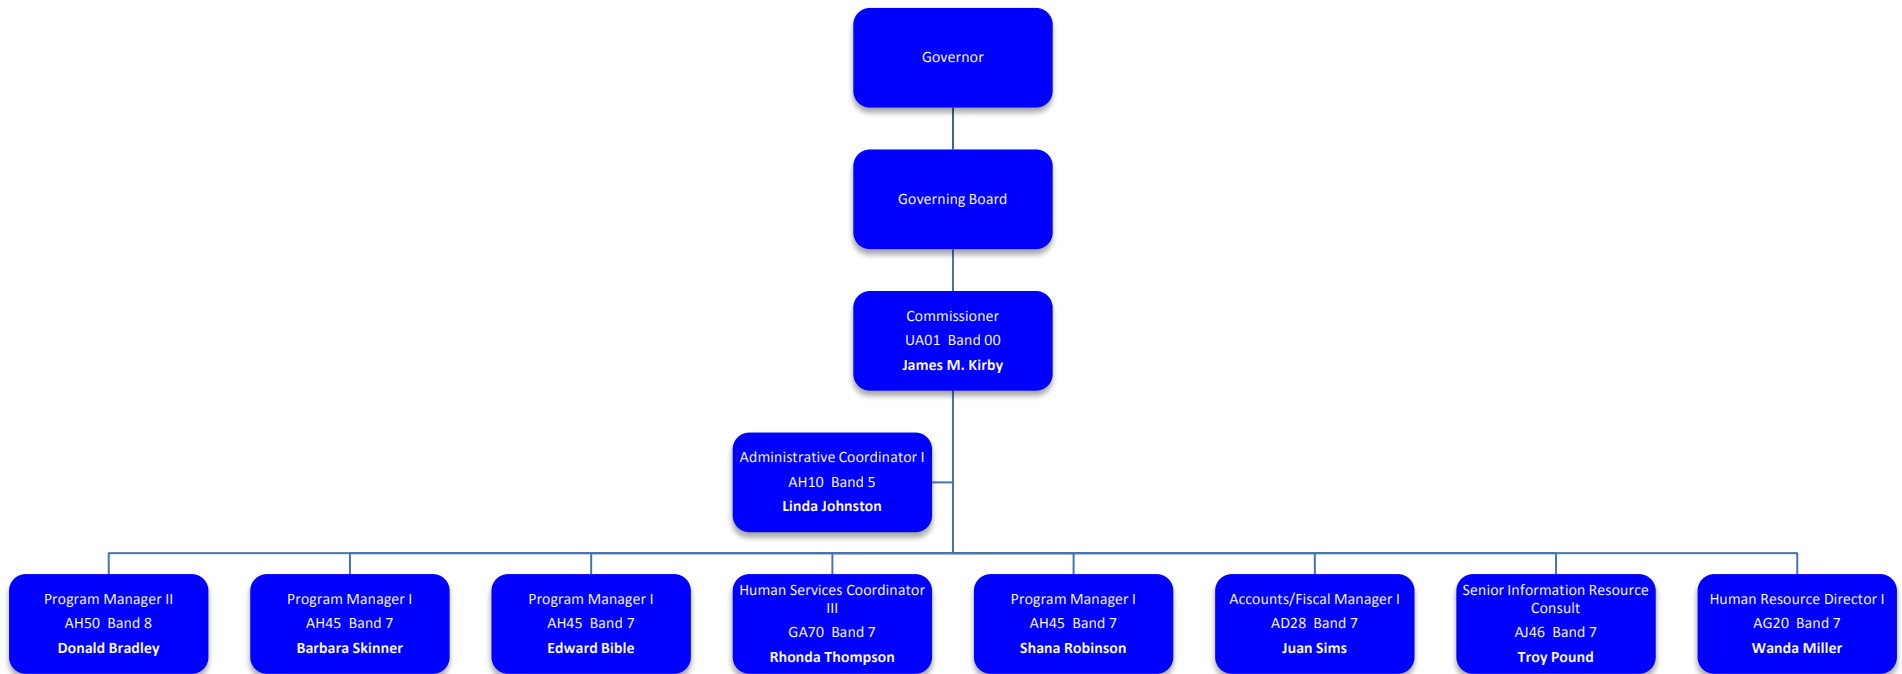 Governor
Governing Board
Commissioner
UA01 Band 00
James M. Kirby
Administrative Coordinator I
AH10 Band 5
Linda Johnston
Program Manager II
AH50 Band 8
Donald Bradley
Program Manager I
AH45 Band 7
Barbara Skinner
Program Manager I
AH45 Band 7
Edward Bible
Human Services Coordinator
III
GA70 Band 7
Rhonda Thompson
Program Manager I
AH45 Band 7
Shana Robinson
Accounts/Fiscal Manager I
AD28 Band 7
Juan Sims
Senior Information Resource
Consult
AJ46 Band 7
Troy Pound
Human Resource Director I
AG20 Band 7
Wanda Miller